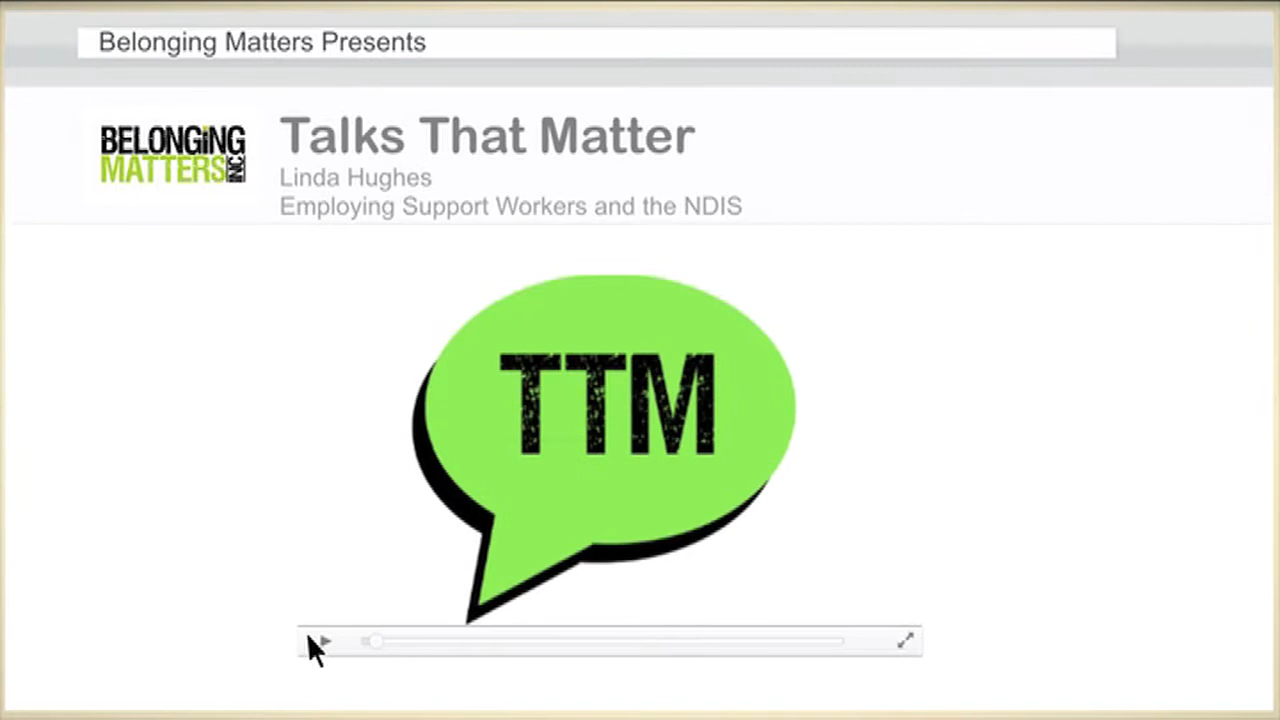 Belonging Matters Presents
BELONGiNG
MATTERS INC
Talks That Matter
Linda Hughes
Employing Support Workers and the NDIS
TTM